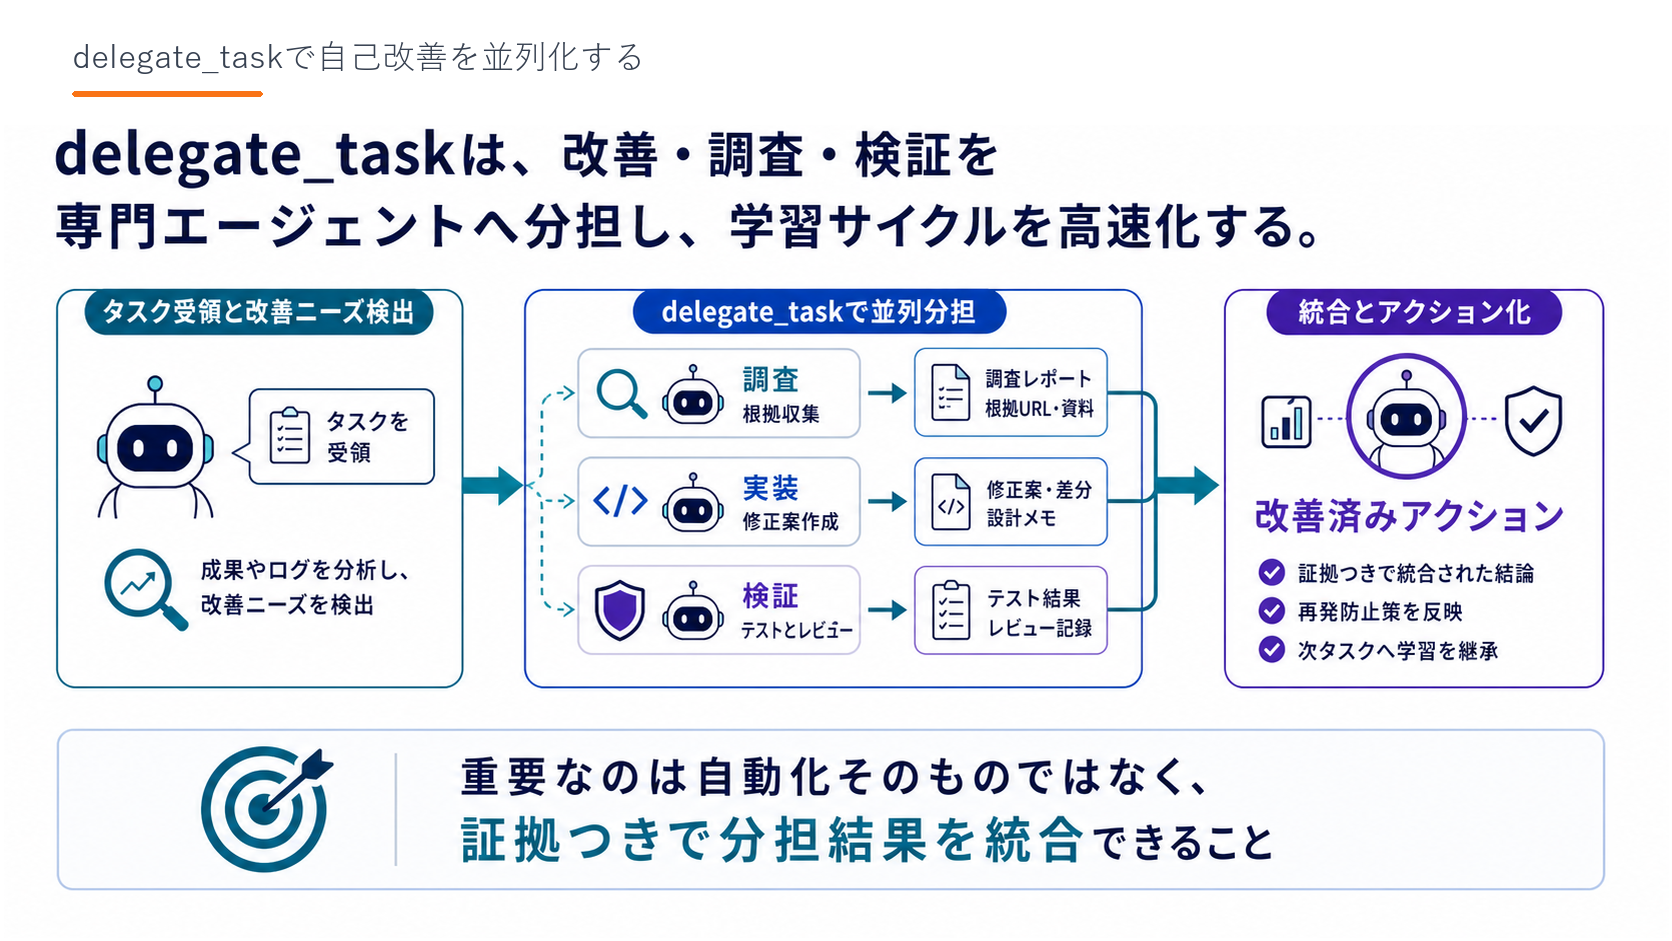 delegate_taskで自己改善を並列化する
delegate_taskは、改善・調査・検証を
専門エージェントへ分担し、学習サイクルを高速化する。
タスク受領と改善ニーズ検出
タスクを
受領
成果やログを分析し、
改善ニーズを検出
delegate_taskで並列分担
調査
根拠収集
調査レポート
根拠URL・資料
</>
実装
修正案作成
</>
修正案・差分
設計メモ
検証
テストとレビュー
テスト結果
レビュー記録
統合とアクション化
改善済みアクション
証拠つきで統合された結論
再発防止策を反映
次タスクへ学習を継承
重要なのは自動化そのものではなく、
証拠つきで分担結果を統合できること